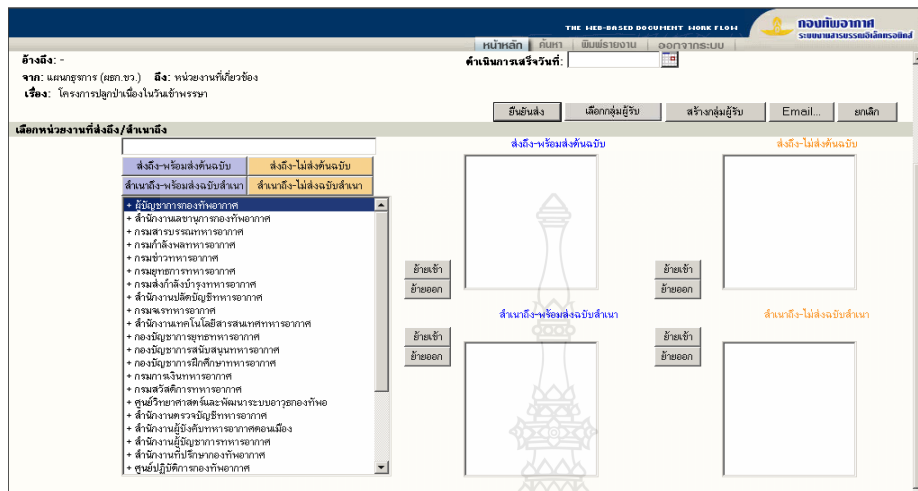 THE WEB-BASED DOCUMENT WORK FLOW
กองทัพอากาศ
ระบบงานสารบรรณอิเล็กทรอนิกส์
หน้าหลัก ค้นหา พิมพ์รายงาน ออกจากระบบ
อ้างถึง: - ดำเนินการเสร็จวันที่:
จาก: แผนกธุรการ (ผธก.ขว.) ถึง: หน่วยงานที่เกี่ยวข้อง
เรื่อง: โครงการปลูกป่าเนื่องในวันเข้าพรรษา
ยืนยันส่ง เลือกกลุ่มผู้รับ สร้างกลุ่มผู้รับ Email... ยกเลิก
เลือกหน่วยงานที่ส่งถึง/สำเนาถึง
ส่งถึง-พร้อมส่งต้นฉบับ ส่งถึง-ไม่ส่งต้นฉบับ
สำเนาถึง-พร้อมส่งฉบับสำเนา สำเนาถึง-ไม่ส่งฉบับสำเนา
+ ผู้บัญชาการกองทัพอากาศ
+ สำนักงานเลขานุการกองทัพอากาศ
+ กรมสารบรรณทหารอากาศ
+ กรมกำลังพลทหารอากาศ
+ กรมข่าวทหารอากาศ
+ กรมยุทธการทหารอากาศ
+ กรมส่งกำลังบำรุงทหารอากาศ
+ สำนักงานปลัดบัญชีทหารอากาศ
+ กรมจเรทหารอากาศ
+ สำนักงานเทคโนโลยีสารสนเทศทหารอากาศ
+ กองบัญชาการยุทธทหารอากาศ
+ กองบัญชาการสนับสนุนทหารอากาศ
+ กองบัญชาการฝึกศึกษาทหารอากาศ
+ กรมการเงินทหารอากาศ
+ กรมสวัสดิการทหารอากาศ
+ ศูนย์วิทยาศาสตร์และพัฒนาระบบอาวุธกองทัพอ
+ สำนักงานตรวจบัญชีทหารอากาศ
+ สำนักงานผู้บังคับทหารอากาศดอนเมือง
+ สำนักงานผู้บัญชาการทหารอากาศ
+ สำนักงานที่ปรึกษากองทัพอากาศ
+ ศูนย์ปฏิบัติการกองทัพอากาศ
ส่งถึง-พร้อมส่งต้นฉบับ ส่งถึง-ไม่ส่งต้นฉบับ
ย้ายเข้า ย้ายเข้า
ย้ายออก ย้ายออก
สำเนาถึง-พร้อมส่งฉบับสำเนา สำเนาถึง-ไม่ส่งฉบับสำเนา
ย้ายเข้า ย้ายเข้า
ย้ายออก ย้ายออก